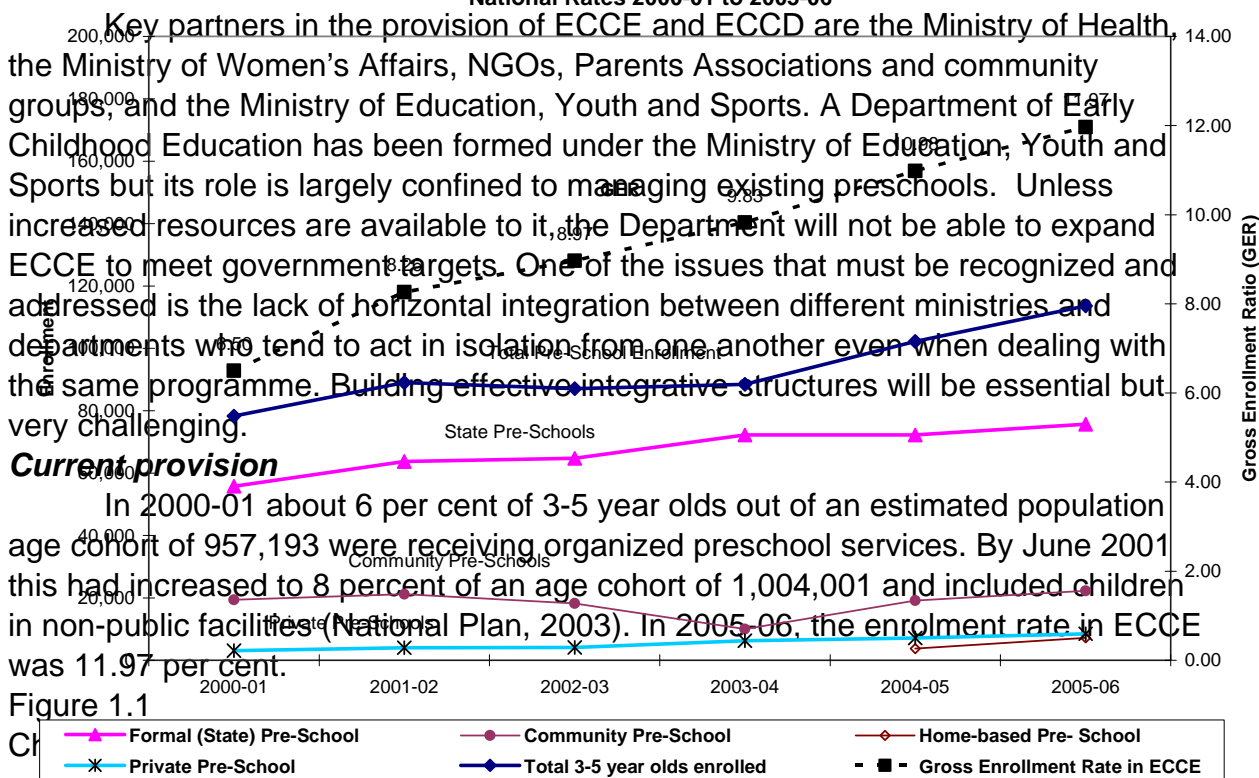 National Rates 2000-01 to 2005-06
Key partners in the provision of ECCE and ECCD are the Ministry of Health,
the Ministry of Women's Affairs, NGOs, Parents Associations and community
groups, and the Ministry of Education, Youth and Sports. A Department of Early
Childhood Education has been formed under the Ministry of Education, Youth and
Sports but its role is largely confined to managing existing preschools.  Unless
increased resources are available to it, the Department will not be able to expand
ECCE to meet government targets. One of the issues that must be recognized and
addressed is the lack of horizontal integration between different ministries and
departments who tend to act in isolation from one another even when dealing with
the same programme. Building effective integrative structures will be essential but
very challenging.
Current provision
In 2000-01 about 6 per cent of 3-5 year olds out of an estimated population
age cohort of 957,193 were receiving organized preschool services. By June 2001
this had increased to 8 percent of an age cohort of 1,004,001 and included children
in non-public facilities (National Plan, 2003). In 2005-06, the enrolment rate in ECCE
was 11.97 per cent.
Figure 1.1
200,000
180,000
160,000
140,000
120,000
100,000
80,000
60,000
40,000
20,000
0
Enrolment
14.00
12.00
10.00
8.00
6.00
4.00
2.00
0.00
Gross Enrollment Ratio (GER)
GER
6.50
8.26
8.97
9.83
10.98
11.97
Total Pre-School Enrollment
State Pre-Schools
Community Pre-Schools
Private Pre-Schools
2000-01
2001-02
2002-03
2003-04
2004-05
2005-06
Formal (State) Pre-School
Community Pre-School
Home-based Pre- School
Private Pre-School
Total 3-5 year olds enrolled
Gross Enrollment Rate in ECCE